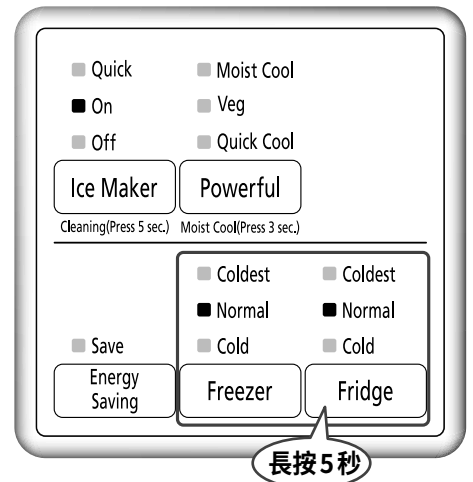 Quick
Moist Cool
On
Veg
Off
Quick Cool
Ice Maker
Powerful
Cleaning(Press 5 sec.)
Moist Cool(Press 3 sec.)
Coldest
Coldest
Normal
Normal
Save
Cold
Cold
Energy
Saving
Freezer
Fridge
長按5秒